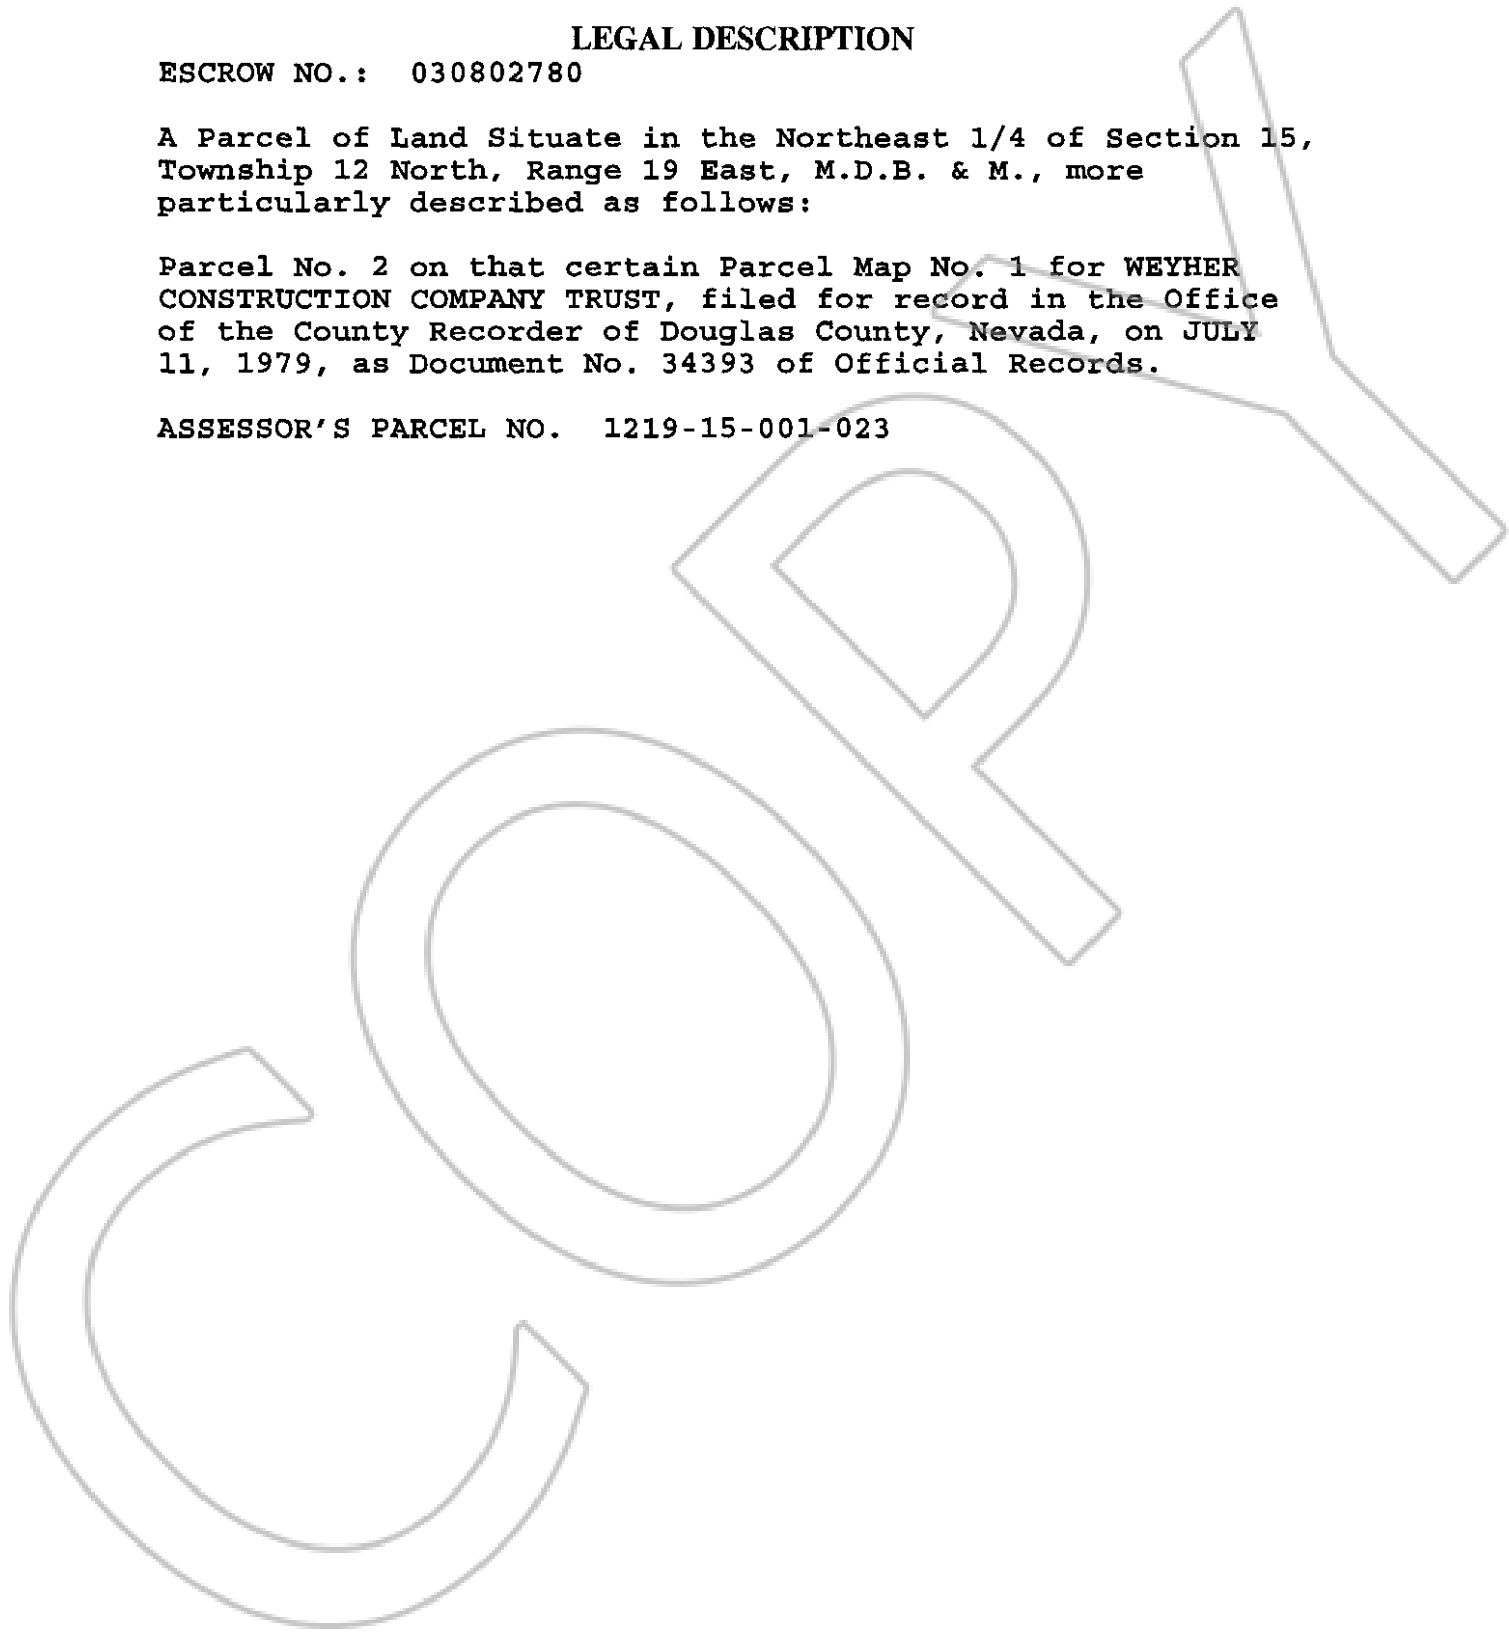 LEGAL DESCRIPTION
ESCROW NO.: 030802780
A Parcel of Land Situate in the Northeast 1/4 of Section 15,
Township 12 North, Range 19 East, M.D.B. & M., more
particularly described as follows:
Parcel No. 2 on that certain Parcel Map No. 1 for WEYHER
CONSTRUCTION COMPANY TRUST, filed for record in the Office
of the County Recorder of Douglas County, Nevada, on JULY
11, 1979, as Document No. 34393 of Official Records.
ASSESSOR'S PARCEL NO. 1219-15-001-023
COPY